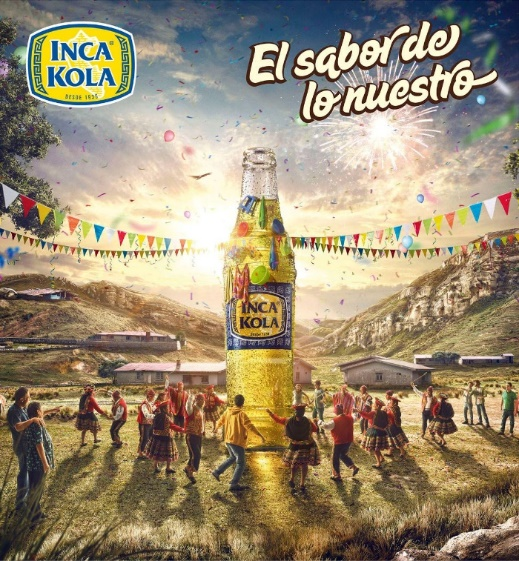 INCA
KOLA
DESDE 1935
El sabor de
lo nuestro
INCA
KOLA